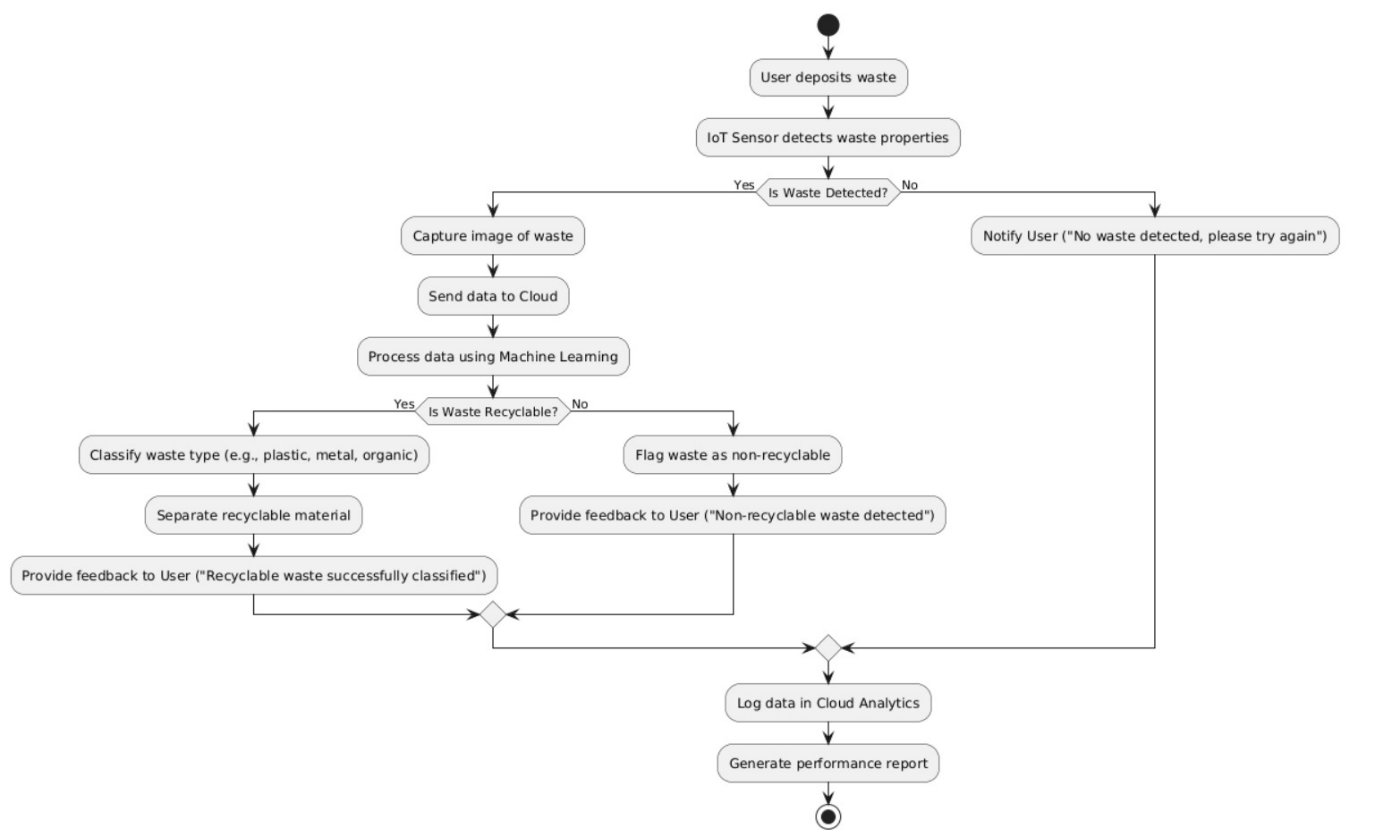 User deposits waste
IoT Sensor detects waste properties
Yes
Is Waste Detected?
No
Capture image of waste
Notify User ("No waste detected, please try again")
Send data to Cloud
Process data using Machine Learning
Yes
Is Waste Recyclable?
No
Classify waste type (e.g., plastic, metal, organic)
Flag waste as non-recyclable
Separate recyclable material
Provide feedback to User ("Non-recyclable waste detected")
Provide feedback to User ("Recyclable waste successfully classified")
Log data in Cloud Analytics
Generate performance report